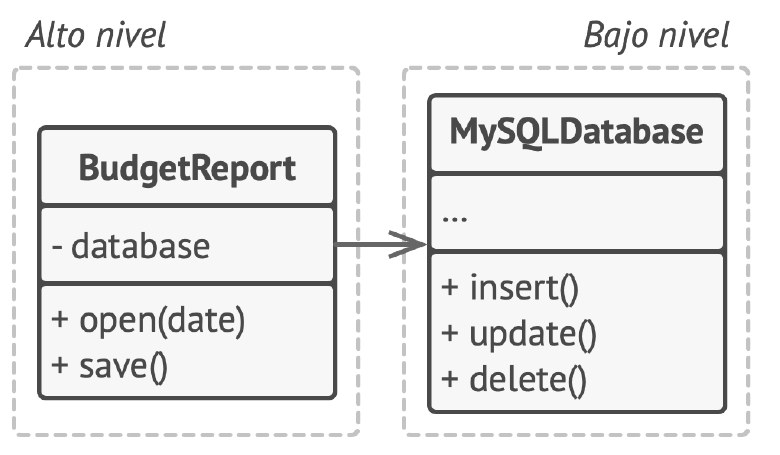 Alto nivel
Bajo nivel
BudgetReport
- database
+ open(date)
+ save()
MySQLDatabase
...
+ insert()
+ update()
+ delete()